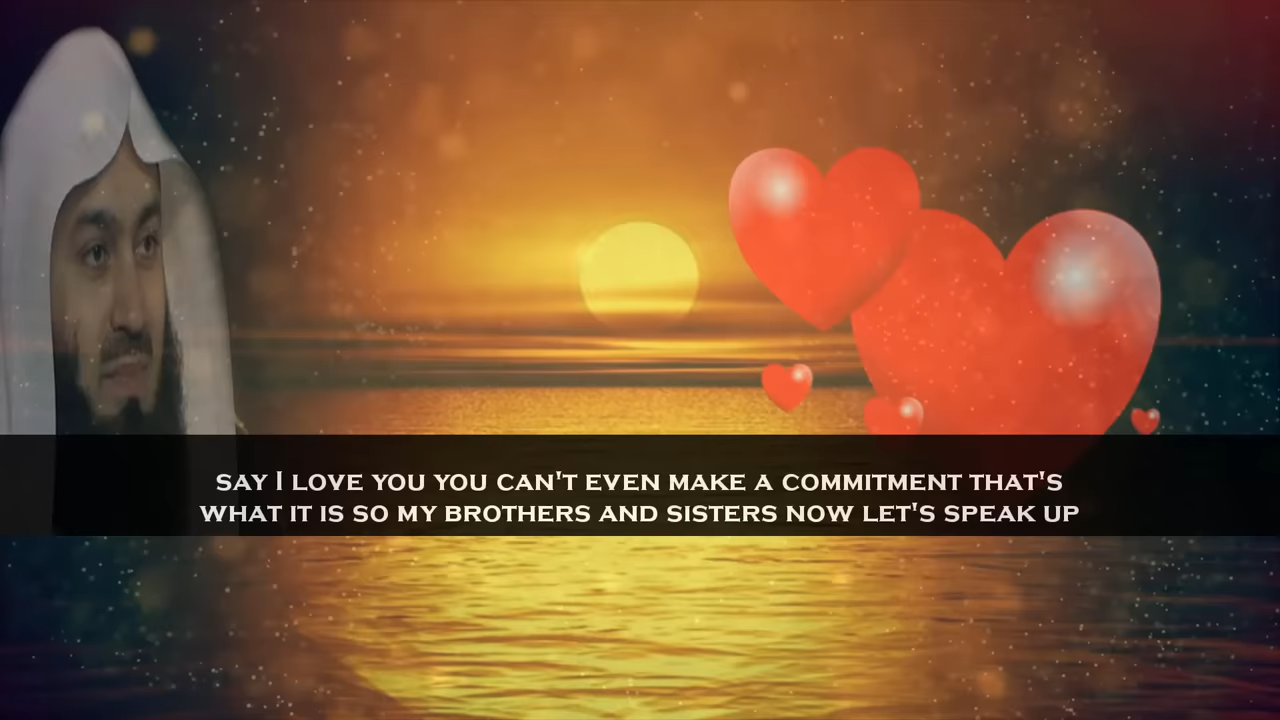 SAY I LOVE YOU YOU CAN'T EVEN MAKE A COMMITMENT THAT'S
WHAT IT IS SO MY BROTHERS AND SISTERS NOW LET'S SPEAK UP